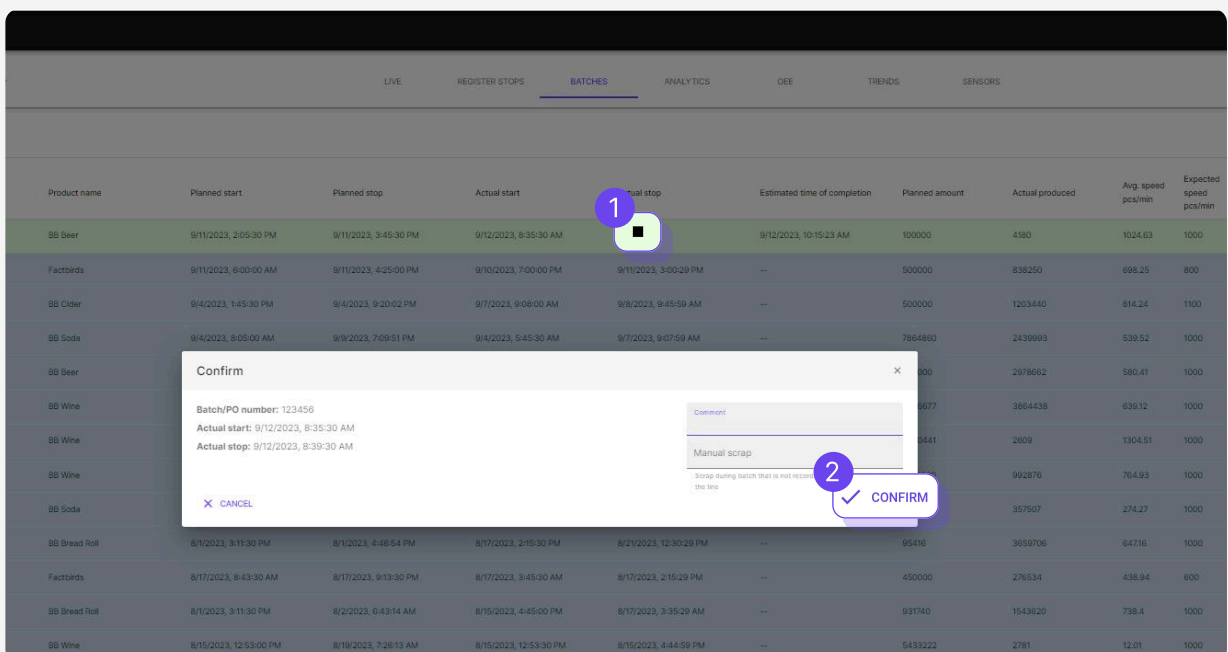 LIVE REGISTER STOPS BATCHES ANALYTICS OEE TRENDS SENSORS
Product name Planned start Planned stop Actual start tual stop Estimated time of completion Planned amount Actual produced Avg. speed pcs/min Expected speed pcs/min
1
BB Beer 9/11/2023, 2:05:30 PM 9/11/2023, 3:45:30 PM 9/12/2023, 8:35:30 AM 9/12/2023, 10:15:23 AM 100000 4180 1024.63 1000
Factbirds 9/11/2023, 6:00:00 AM 9/11/2023, 4:25:00 PM 9/10/2023, 7:00:00 PM 9/11/2023, 3:00:29 PM -- 500000 838250 698.25 800
BB Cider 9/4/2023, 1:45:30 PM 9/4/2023, 9:20:02 PM 9/7/2023, 9:08:00 AM 9/8/2023, 9:45:59 AM -- 500000 1203440 814.24 1100
BB Soda 9/4/2023, 8:05:00 AM 9/9/2023, 7:09:51 PM 9/4/2023, 5:45:30 AM 9/7/2023, 9:07:59 AM -- 7864860 2439993 539.52 1000
BB Beer 000 2978662 580.41 1000
BB Wine 6677 3864438 639.12 1000
BB Wine 0441 2609 1304.51 1000
BB Wine 992876 764.93 1000
BB Soda 357507 274.27 1000
Confirm ×
Batch/PO number: 123456
Actual start: 9/12/2023, 8:35:30 AM
Actual stop: 9/12/2023, 8:39:30 AM
Comment
Manual scrap
Scrap during batch that is not record
the line
2
CANCEL
CONFIRM
BB Bread Roll 8/1/2023, 3:11:30 PM 8/1/2023, 4:46:54 PM 8/17/2023, 2:15:30 PM 8/21/2023, 12:30:29 PM -- 95416 3659706 647.16 1000
Factbirds 8/17/2023, 8:43:30 AM 8/17/2023, 9:13:30 PM 8/17/2023, 3:45:30 AM 8/17/2023, 2:15:29 PM -- 450000 276534 438.94 600
BB Bread Roll 8/1/2023, 3:11:30 PM 8/2/2023, 6:43:14 AM 8/15/2023, 4:45:00 PM 8/17/2023, 3:35:29 AM -- 931740 1543620 738.4 1000
BB Wine 8/15/2023, 12:53:00 PM 8/19/2023, 7:26:13 AM 8/15/2023, 12:53:30 PM 8/15/2023, 4:44:59 PM -- 5433222 2781 12.01 1000